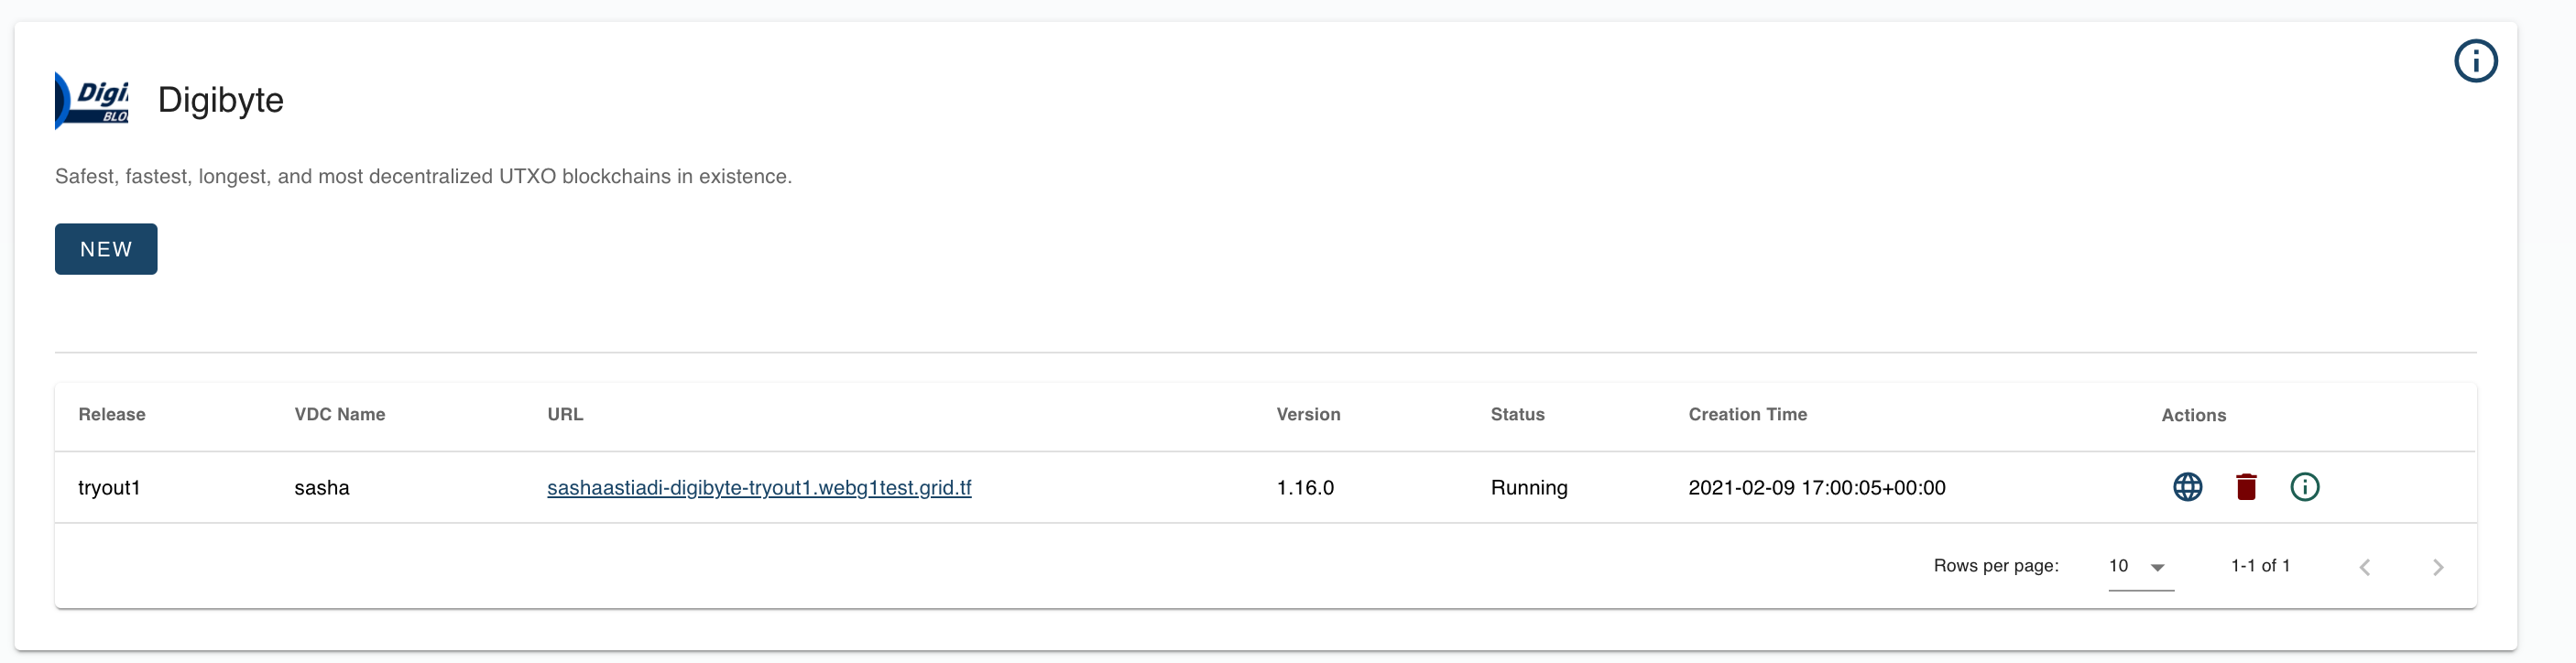 Digi
BLO
Digibyte
Safest, fastest, longest, and most decentralized UTXO blockchains in existence.
NEW
Release VDC Name URL Version Status Creation Time Actions
tryout1 sasha sashaastiadi-digibyte-tryout1.webg1test.grid.tf 1.16.0 Running 2021-02-09 17:00:05+00:00
Rows per page: 10 1-1 of 1